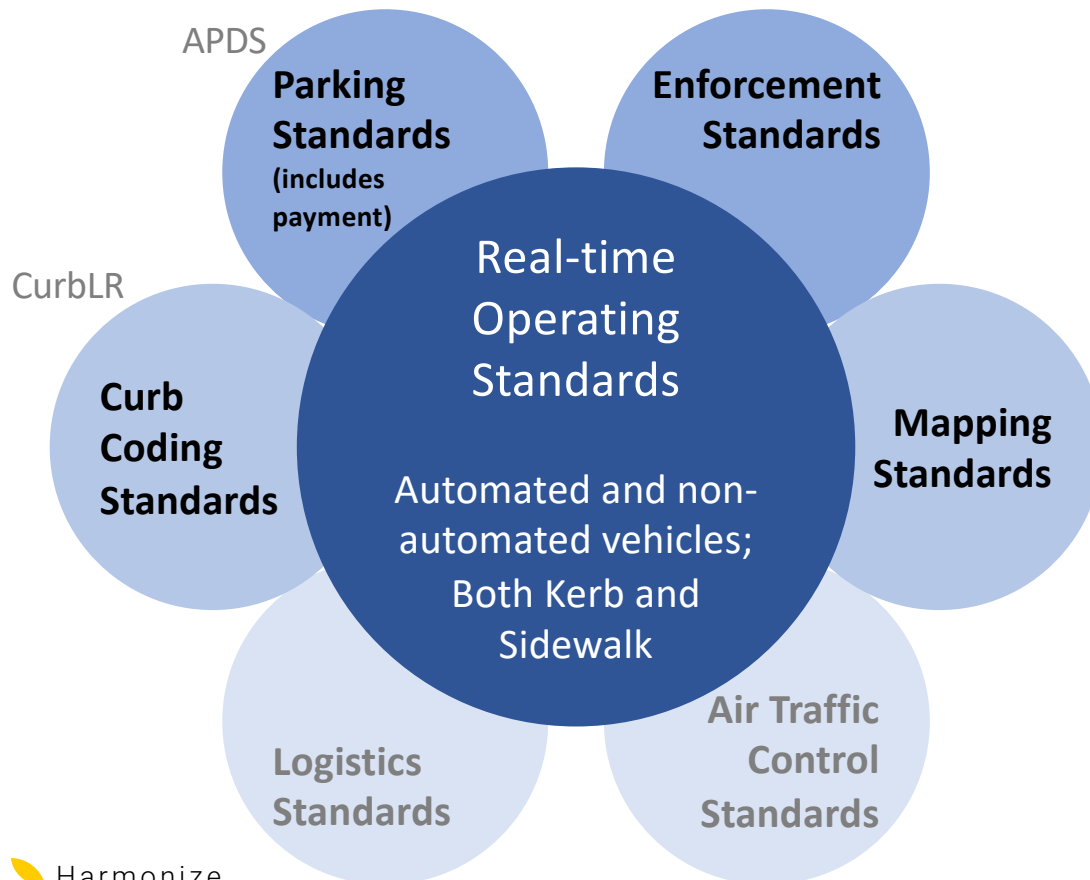 APDS
Parking
Standards
(includes
payment)
Enforcement
Standards
Real-time
Operating
Standards
CurbLR
Curb
Coding
Standards
Mapping
Standards
Automated and non-
automated vehicles;
Both Kerb and
Sidewalk
Logistics
Standards
Air Traffic
Control
Standards
Harmonize